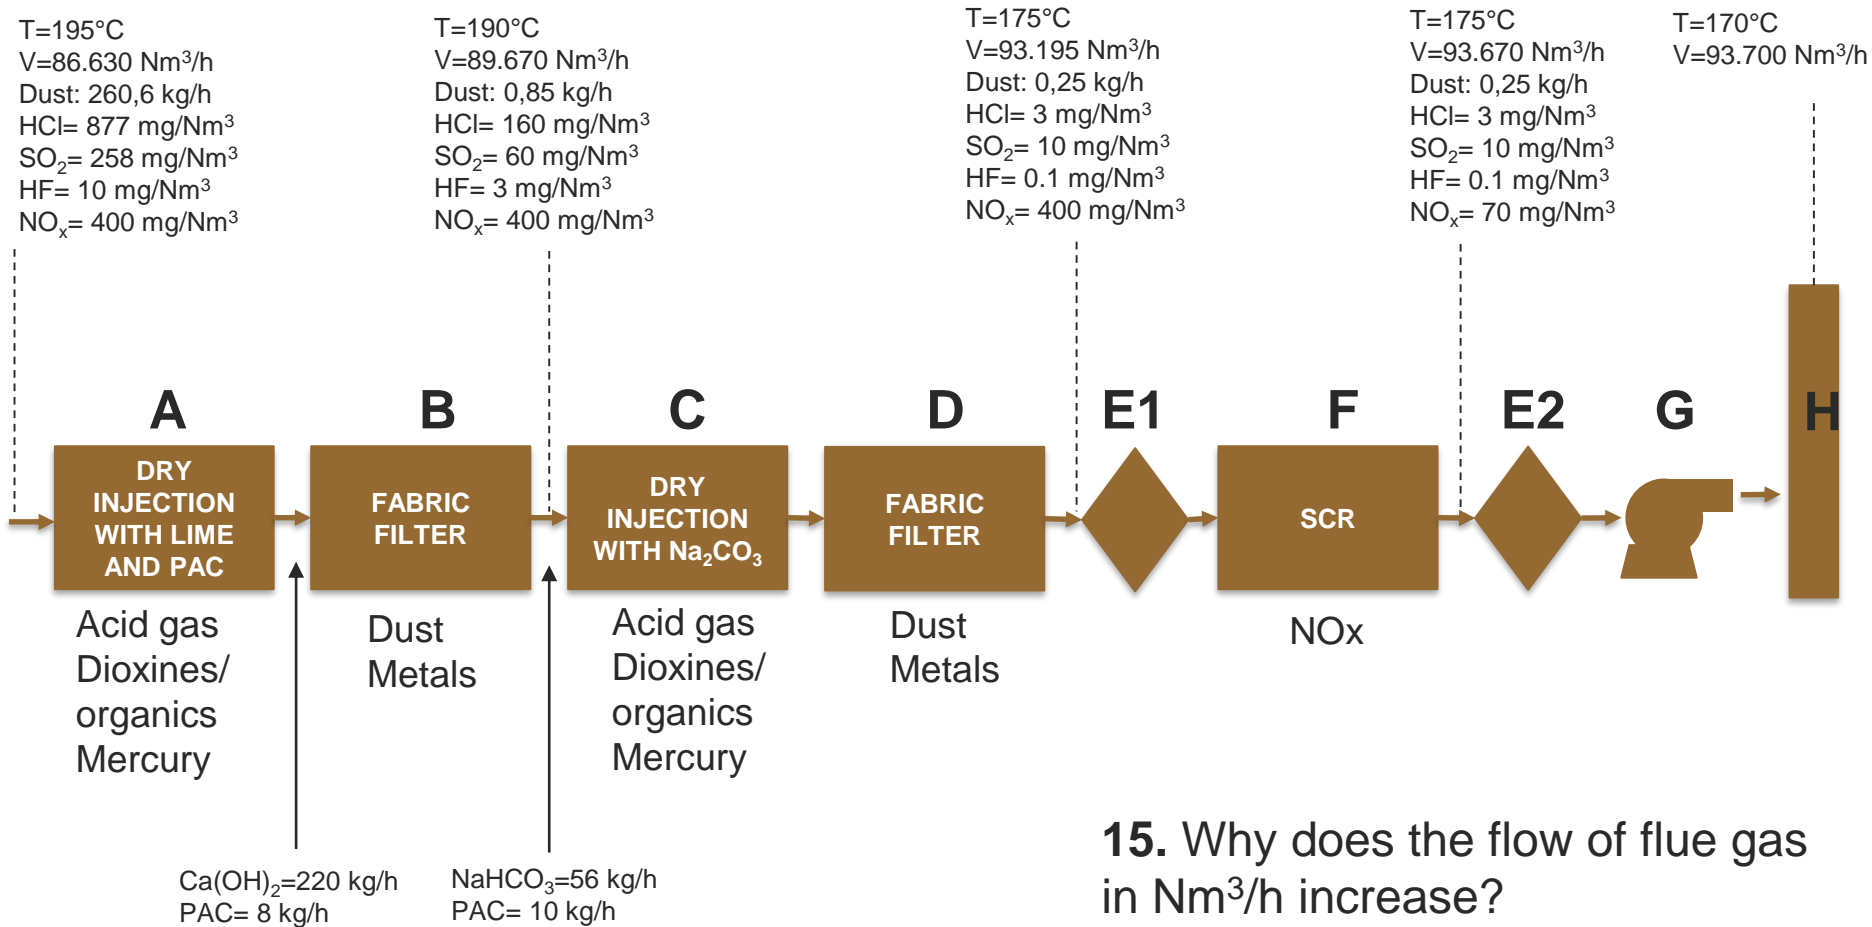 T=195°C
V=86.630 Nm³/h
Dust: 260,6 kg/h
HCl= 877 mg/Nm³
SO₂= 258 mg/Nm³
HF= 10 mg/Nm³
NOₓ= 400 mg/Nm³
T=190°C
V=89.670 Nm³/h
Dust: 0,85 kg/h
HCl= 160 mg/Nm³
SO₂= 60 mg/Nm³
HF= 3 mg/Nm³
NOₓ= 400 mg/Nm³
T=175°C
V=93.195 Nm³/h
Dust: 0,25 kg/h
HCl= 3 mg/Nm³
SO₂= 10 mg/Nm³
HF= 0.1 mg/Nm³
NOₓ= 400 mg/Nm³
T=175°C
V=93.670 Nm³/h
Dust: 0,25 kg/h
HCl= 3 mg/Nm³
SO₂= 10 mg/Nm³
HF= 0.1 mg/Nm³
NOₓ= 70 mg/Nm³
T=170°C
V=93.700 Nm³/h
A
B
C
D
E1
F
E2
G
H
DRY
INJECTION
WITH LIME
AND PAC
FABRIC
FILTER
DRY
INJECTION
WITH Na₂CO₃
FABRIC
FILTER
SCR
Acid gas
Dioxines/
organics
Mercury
Dust
Metals
Acid gas
Dioxines/
organics
Mercury
Dust
Metals
NOx
Ca(OH)₂=220 kg/h
PAC= 8 kg/h
NaHCO₃=56 kg/h
PAC= 10 kg/h
15. Why does the flow of flue gas
in Nm³/h increase?